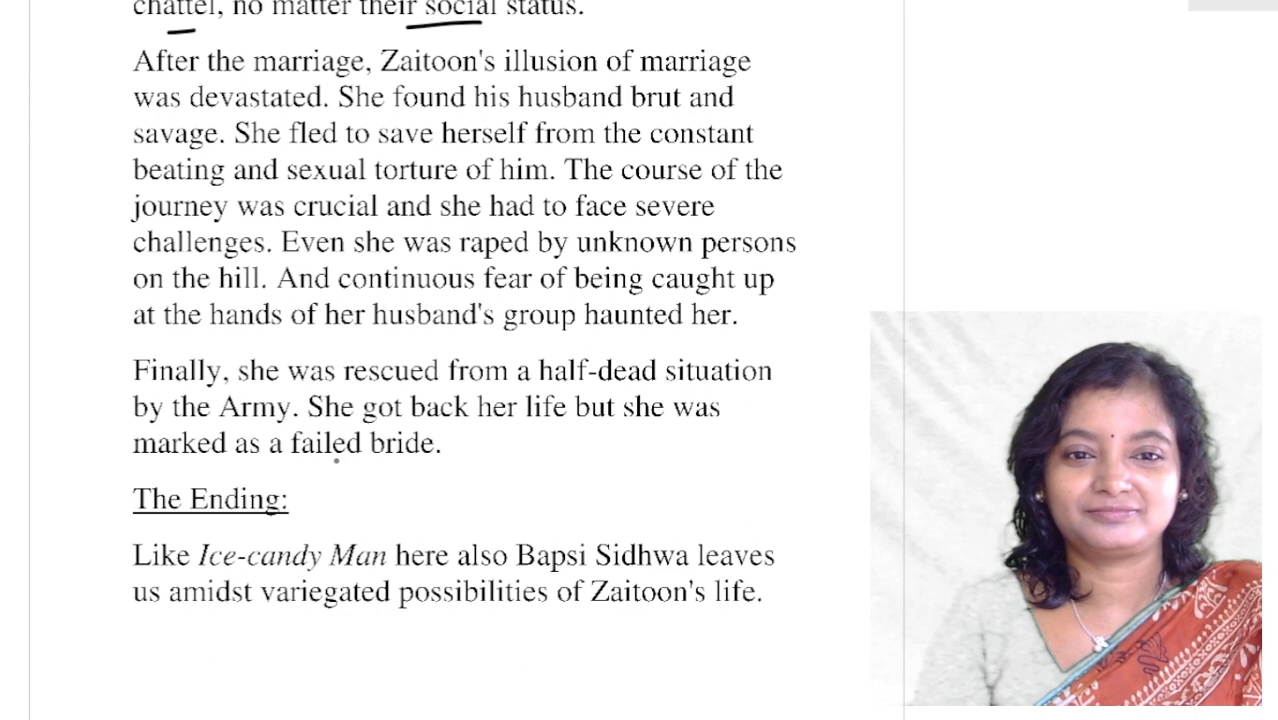 chattel, no matter their social status.
After the marriage, Zaitoon's illusion of marriage
was devastated. She found his husband brut and
savage. She fled to save herself from the constant
beating and sexual torture of him. The course of the
journey was crucial and she had to face severe
challenges. Even she was raped by unknown persons
on the hill. And continuous fear of being caught up
at the hands of her husband's group haunted her.
Finally, she was rescued from a half-dead situation
by the Army. She got back her life but she was
marked as a failed bride.
The Ending:
Like Ice-candy Man here also Bapsi Sidhwa leaves
us amidst variegated possibilities of Zaitoon's life.